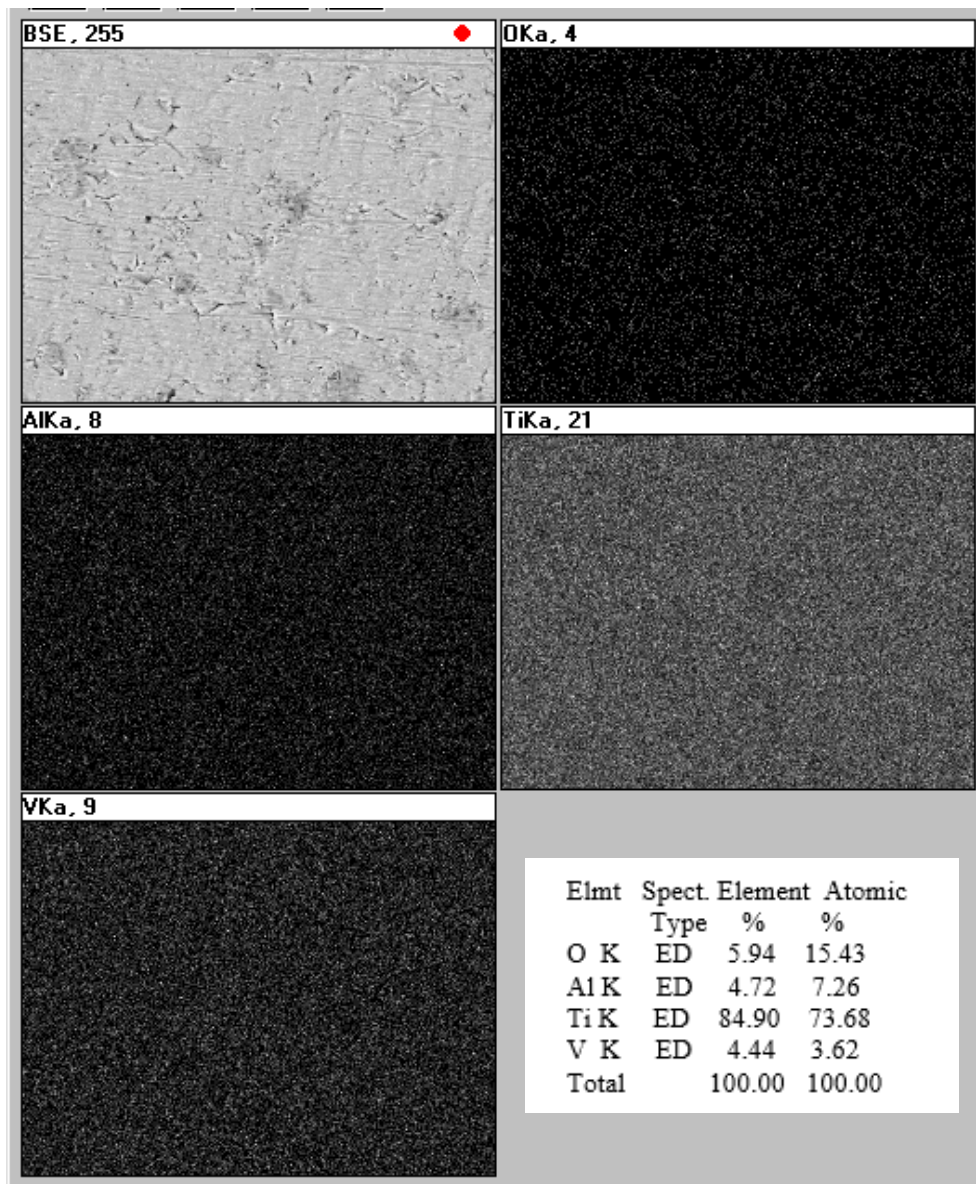 BSE, 255
OKa, 4
AlKa, 8
TiKa, 21
VKa, 9
Elmt Spect. Element Atomic
Type % %
O K ED 5.94 15.43
Al K ED 4.72 7.26
Ti K ED 84.90 73.68
V K ED 4.44 3.62
Total 100.00 100.00